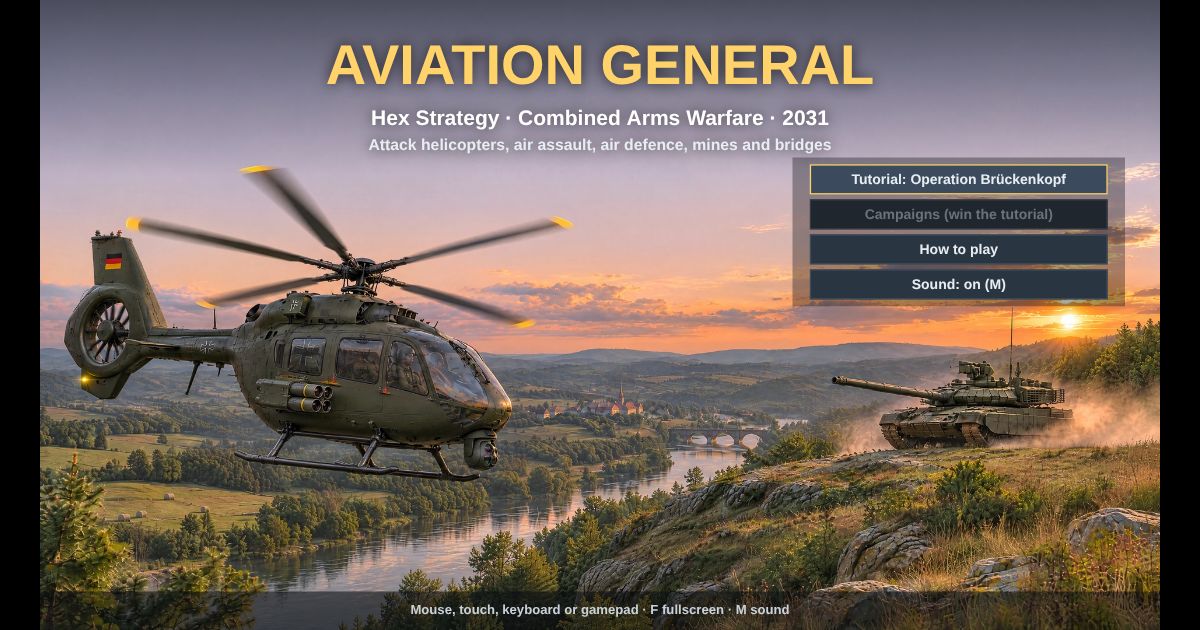 AVIATION GENERAL
Hex Strategy · Combined Arms Warfare · 2031
Attack helicopters, air assault, air defence, mines and bridges
Tutorial: Operation Brückenkopf
Campaigns (win the tutorial)
How to play
Sound: on (M)
Mouse, touch, keyboard or gamepad · F fullscreen · M sound